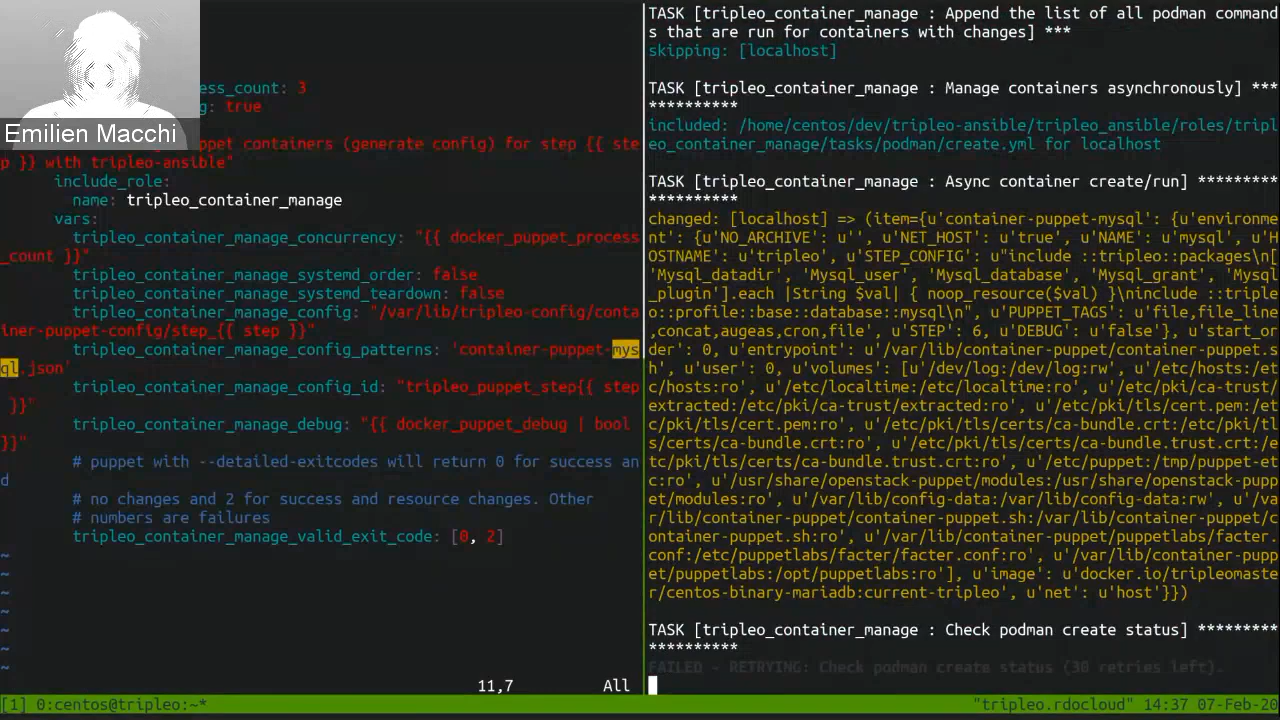 Emilien Macchi
ess_count: 3
g: true
ppet containers (generate config) for step {{ ste
p }} with tripleo-ansible"
include_role:
name: tripleo_container_manage
vars:
tripleo_container_manage_concurrency: "{{ docker_puppet_process
_count }}"
tripleo_container_manage_systemd_order: false
tripleo_container_manage_systemd_teardown: false
tripleo_container_manage_config: "/var/lib/tripleo-config/conta
iner-puppet-config/step_{{ step }}"
tripleo_container_manage_config_patterns: 'container-puppet-mys
ql.json'
tripleo_container_manage_config_id: "tripleo_puppet_step{{ step
}}"
tripleo_container_manage_debug: "{{ docker_puppet_debug | bool
}}"
# puppet with --detailed-exitcodes will return 0 for success an
d
# no changes and 2 for success and resource changes. Other
# numbers are failures
tripleo_container_manage_valid_exit_code: [0, 2]
~
~
~
~
~
~
~
11,7 All
TASK [tripleo_container_manage : Append the list of all podman command
s that are run for containers with changes] ***
skipping: [localhost]
TASK [tripleo_container_manage : Manage containers asynchronously] ***
**********
included: /home/centos/dev/tripleo-ansible/tripleo_ansible/roles/tripl
eo_container_manage/tasks/podman/create.yml for localhost
TASK [tripleo_container_manage : Async container create/run] *********
**********
changed: [localhost] => (item={u'container-puppet-mysql': {u'environme
nt': {u'NO_ARCHIVE': u'', u'NET_HOST': u'true', u'NAME': u'mysql', u'H
OSTNAME': u'tripleo', u'STEP_CONFIG': u"include ::tripleo::packages\n[
'Mysql_datadir', 'Mysql_user', 'Mysql_database', 'Mysql_grant', 'Mysql
_plugin'].each |String $val| { noop_resource($val) }\ninclude ::triple
o::profile::base::database::mysql\n", u'PUPPET_TAGS': u'file,file_line
,concat,augeas,cron,file', u'STEP': 6, u'DEBUG': u'false'}, u'start_or
der': 0, u'entrypoint': u'/var/lib/container-puppet/container-puppet.s
h', u'user': 0, u'volumes': [u'/dev/log:/dev/log:rw', u'/etc/hosts:/et
c/hosts:ro', u'/etc/localtime:/etc/localtime:ro', u'/etc/pki/ca-trust/
extracted:/etc/pki/ca-trust/extracted:ro', u'/etc/pki/tls/cert.pem:/et
c/pki/tls/cert.pem:ro', u'/etc/pki/tls/certs/ca-bundle.crt:/etc/pki/tl
s/certs/ca-bundle.crt:ro', u'/etc/pki/tls/certs/ca-bundle.trust.crt:/e
tc/pki/tls/certs/ca-bundle.trust.crt:ro', u'/etc/puppet:/tmp/puppet-et
c:ro', u'/usr/share/openstack-puppet/modules:/usr/share/openstack-pupp
et/modules:ro', u'/var/lib/config-data:/var/lib/config-data:rw', u'/va
r/lib/container-puppet/container-puppet.sh:/var/lib/container-puppet/c
ontainer-puppet.sh:ro', u'/var/lib/container-puppet/puppetlabs/facter.
conf:/etc/puppetlabs/facter/facter.conf:ro', u'/var/lib/container-pupp
et/puppetlabs:/opt/puppetlabs:ro'], u'image': u'docker.io/tripleomaste
r/centos-binary-mariadb:current-tripleo', u'net': u'host'}})
TASK [tripleo_container_manage : Check podman create status] *********
**********
FAILED - RETRYING: Check podman create status (30 retries left).
[1] 0:centos@tripleo:~* "tripleo.rdocloud" 14:37 07-Feb-20